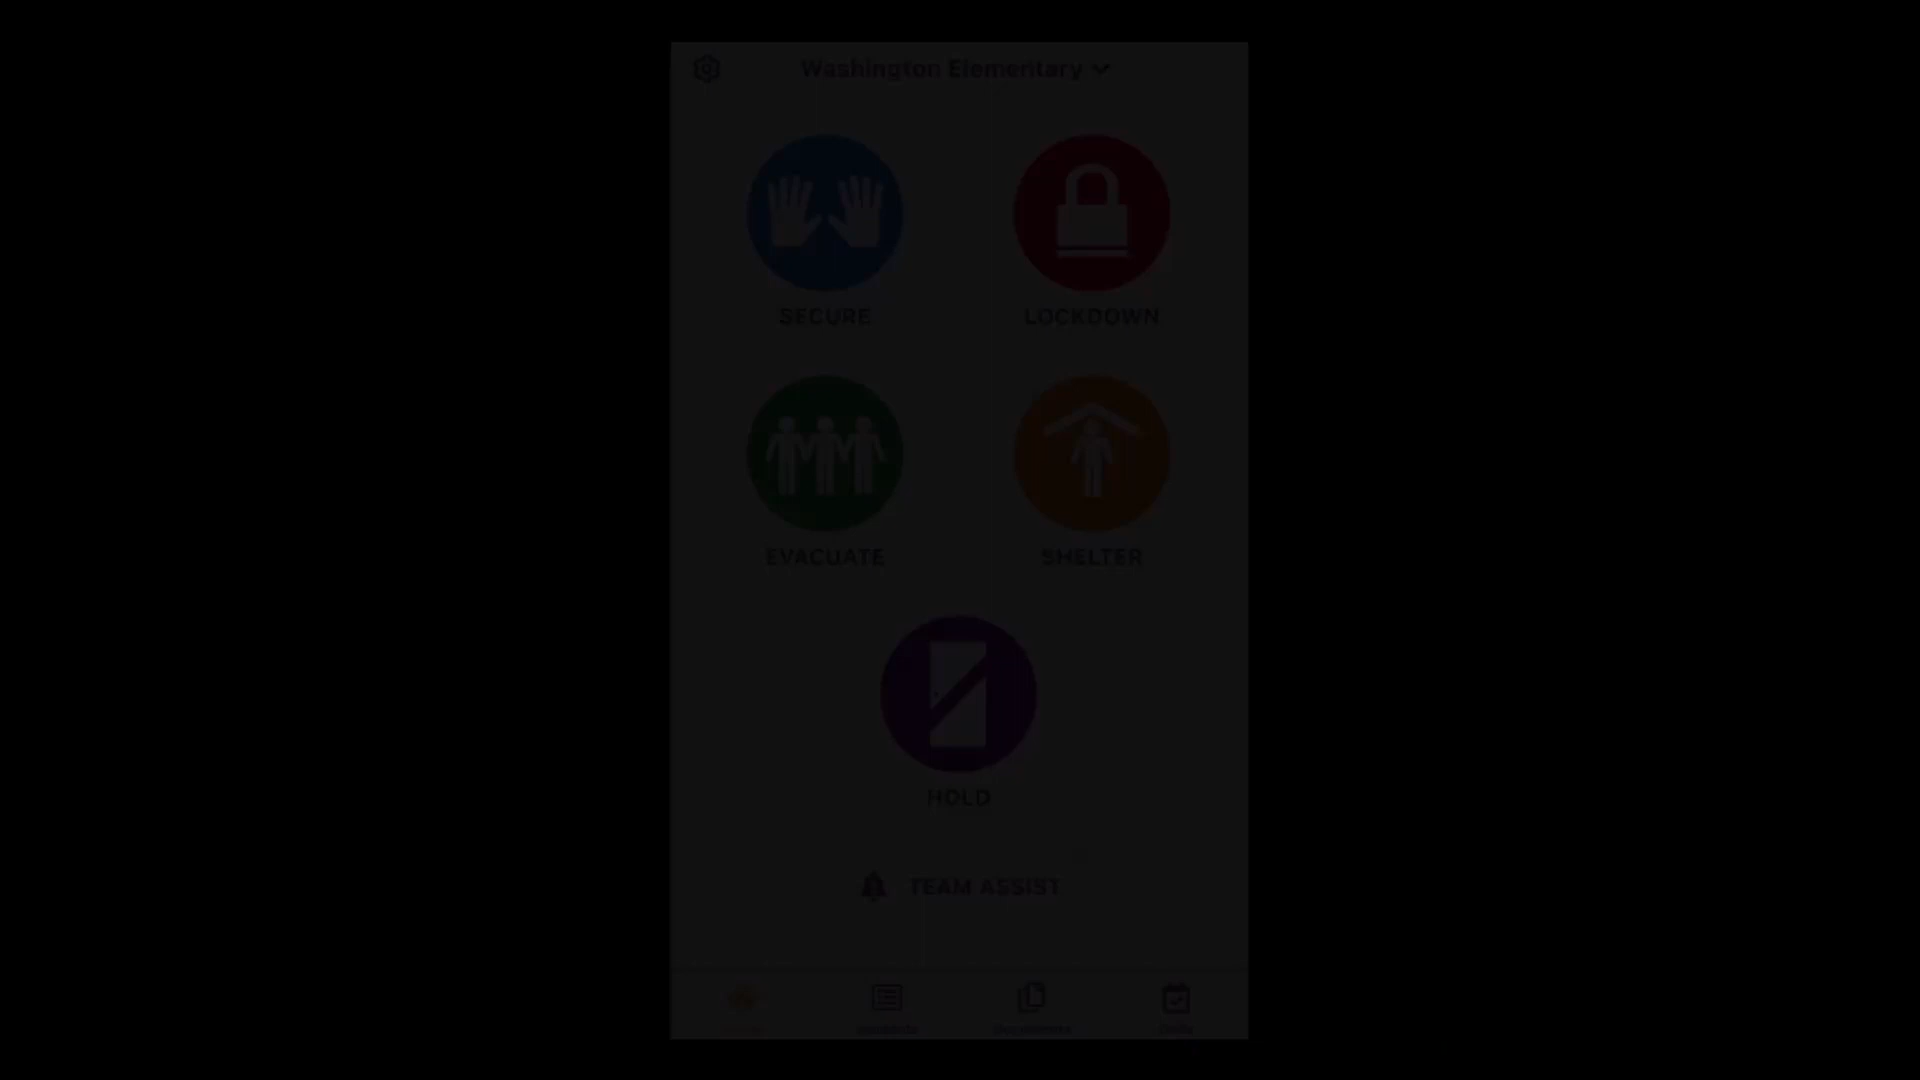 Washington Elementary
SECURE
LOCKDOWN
EVACUATE
SHELTER
HOLD
TEAM ASSIST